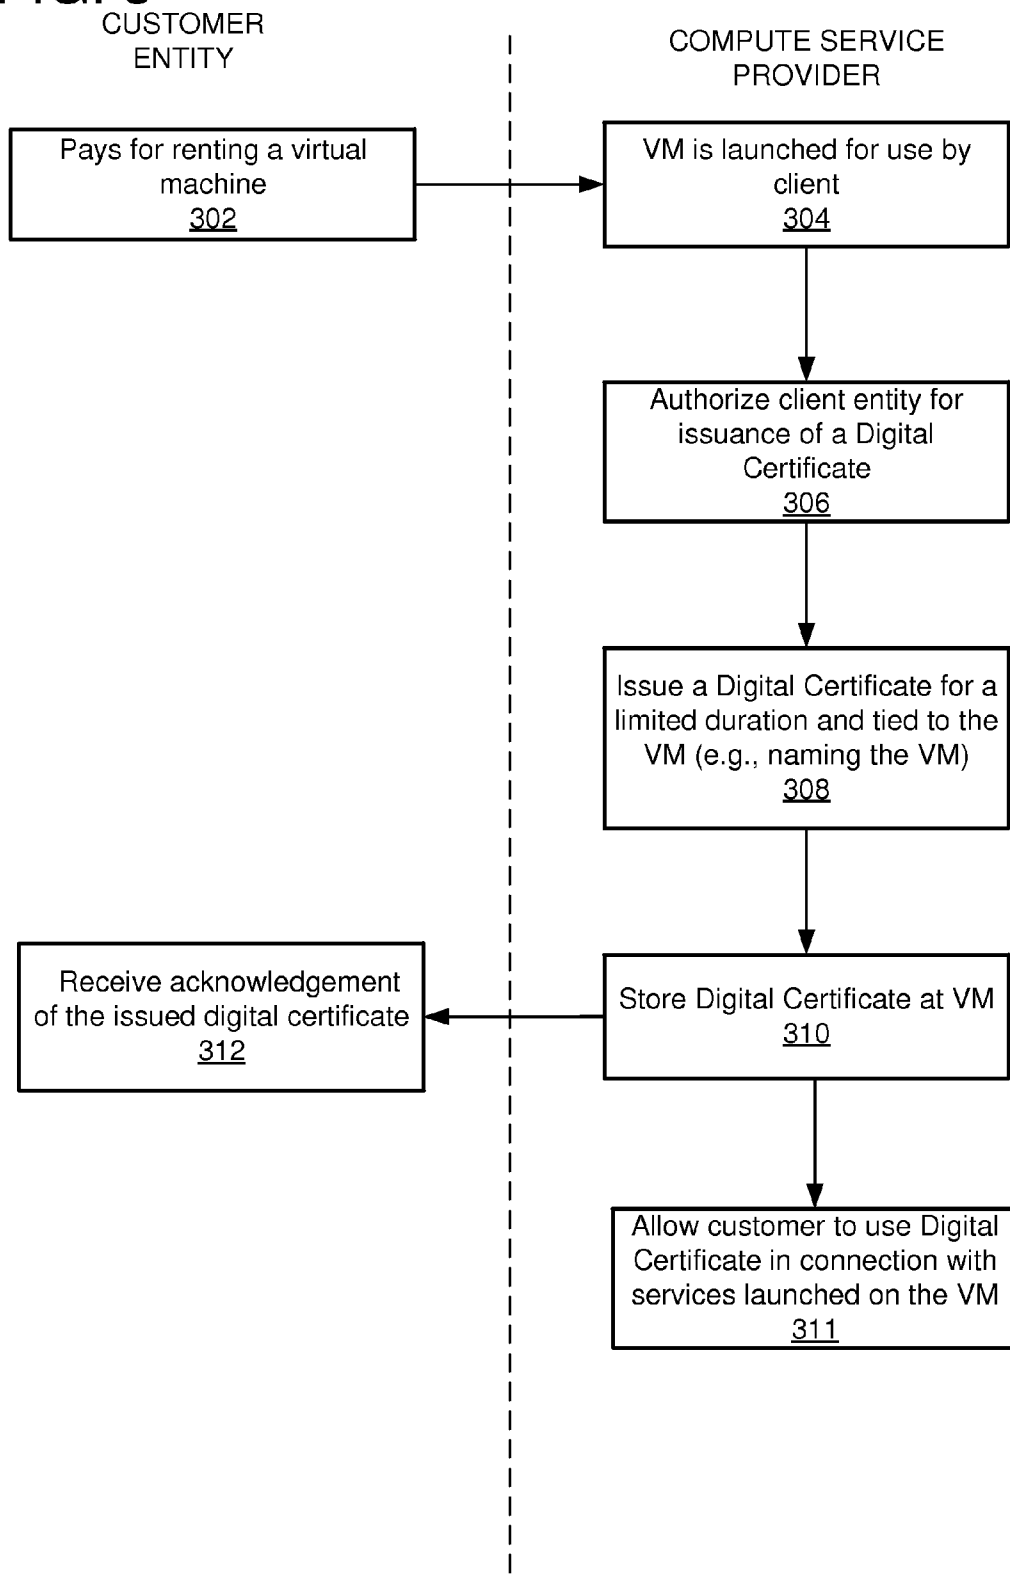 CUSTOMER
ENTITY
COMPUTE SERVICE
PROVIDER
Pays for renting a virtual
machine
302
VM is launched for use by
client
304
Authorize client entity for
issuance of a Digital
Certificate
306
Issue a Digital Certificate for a
limited duration and tied to the
VM (e.g., naming the VM)
308
Receive acknowledgement
of the issued digital certificate
312
Store Digital Certificate at VM
310
Allow customer to use Digital
Certificate in connection with
services launched on the VM
311